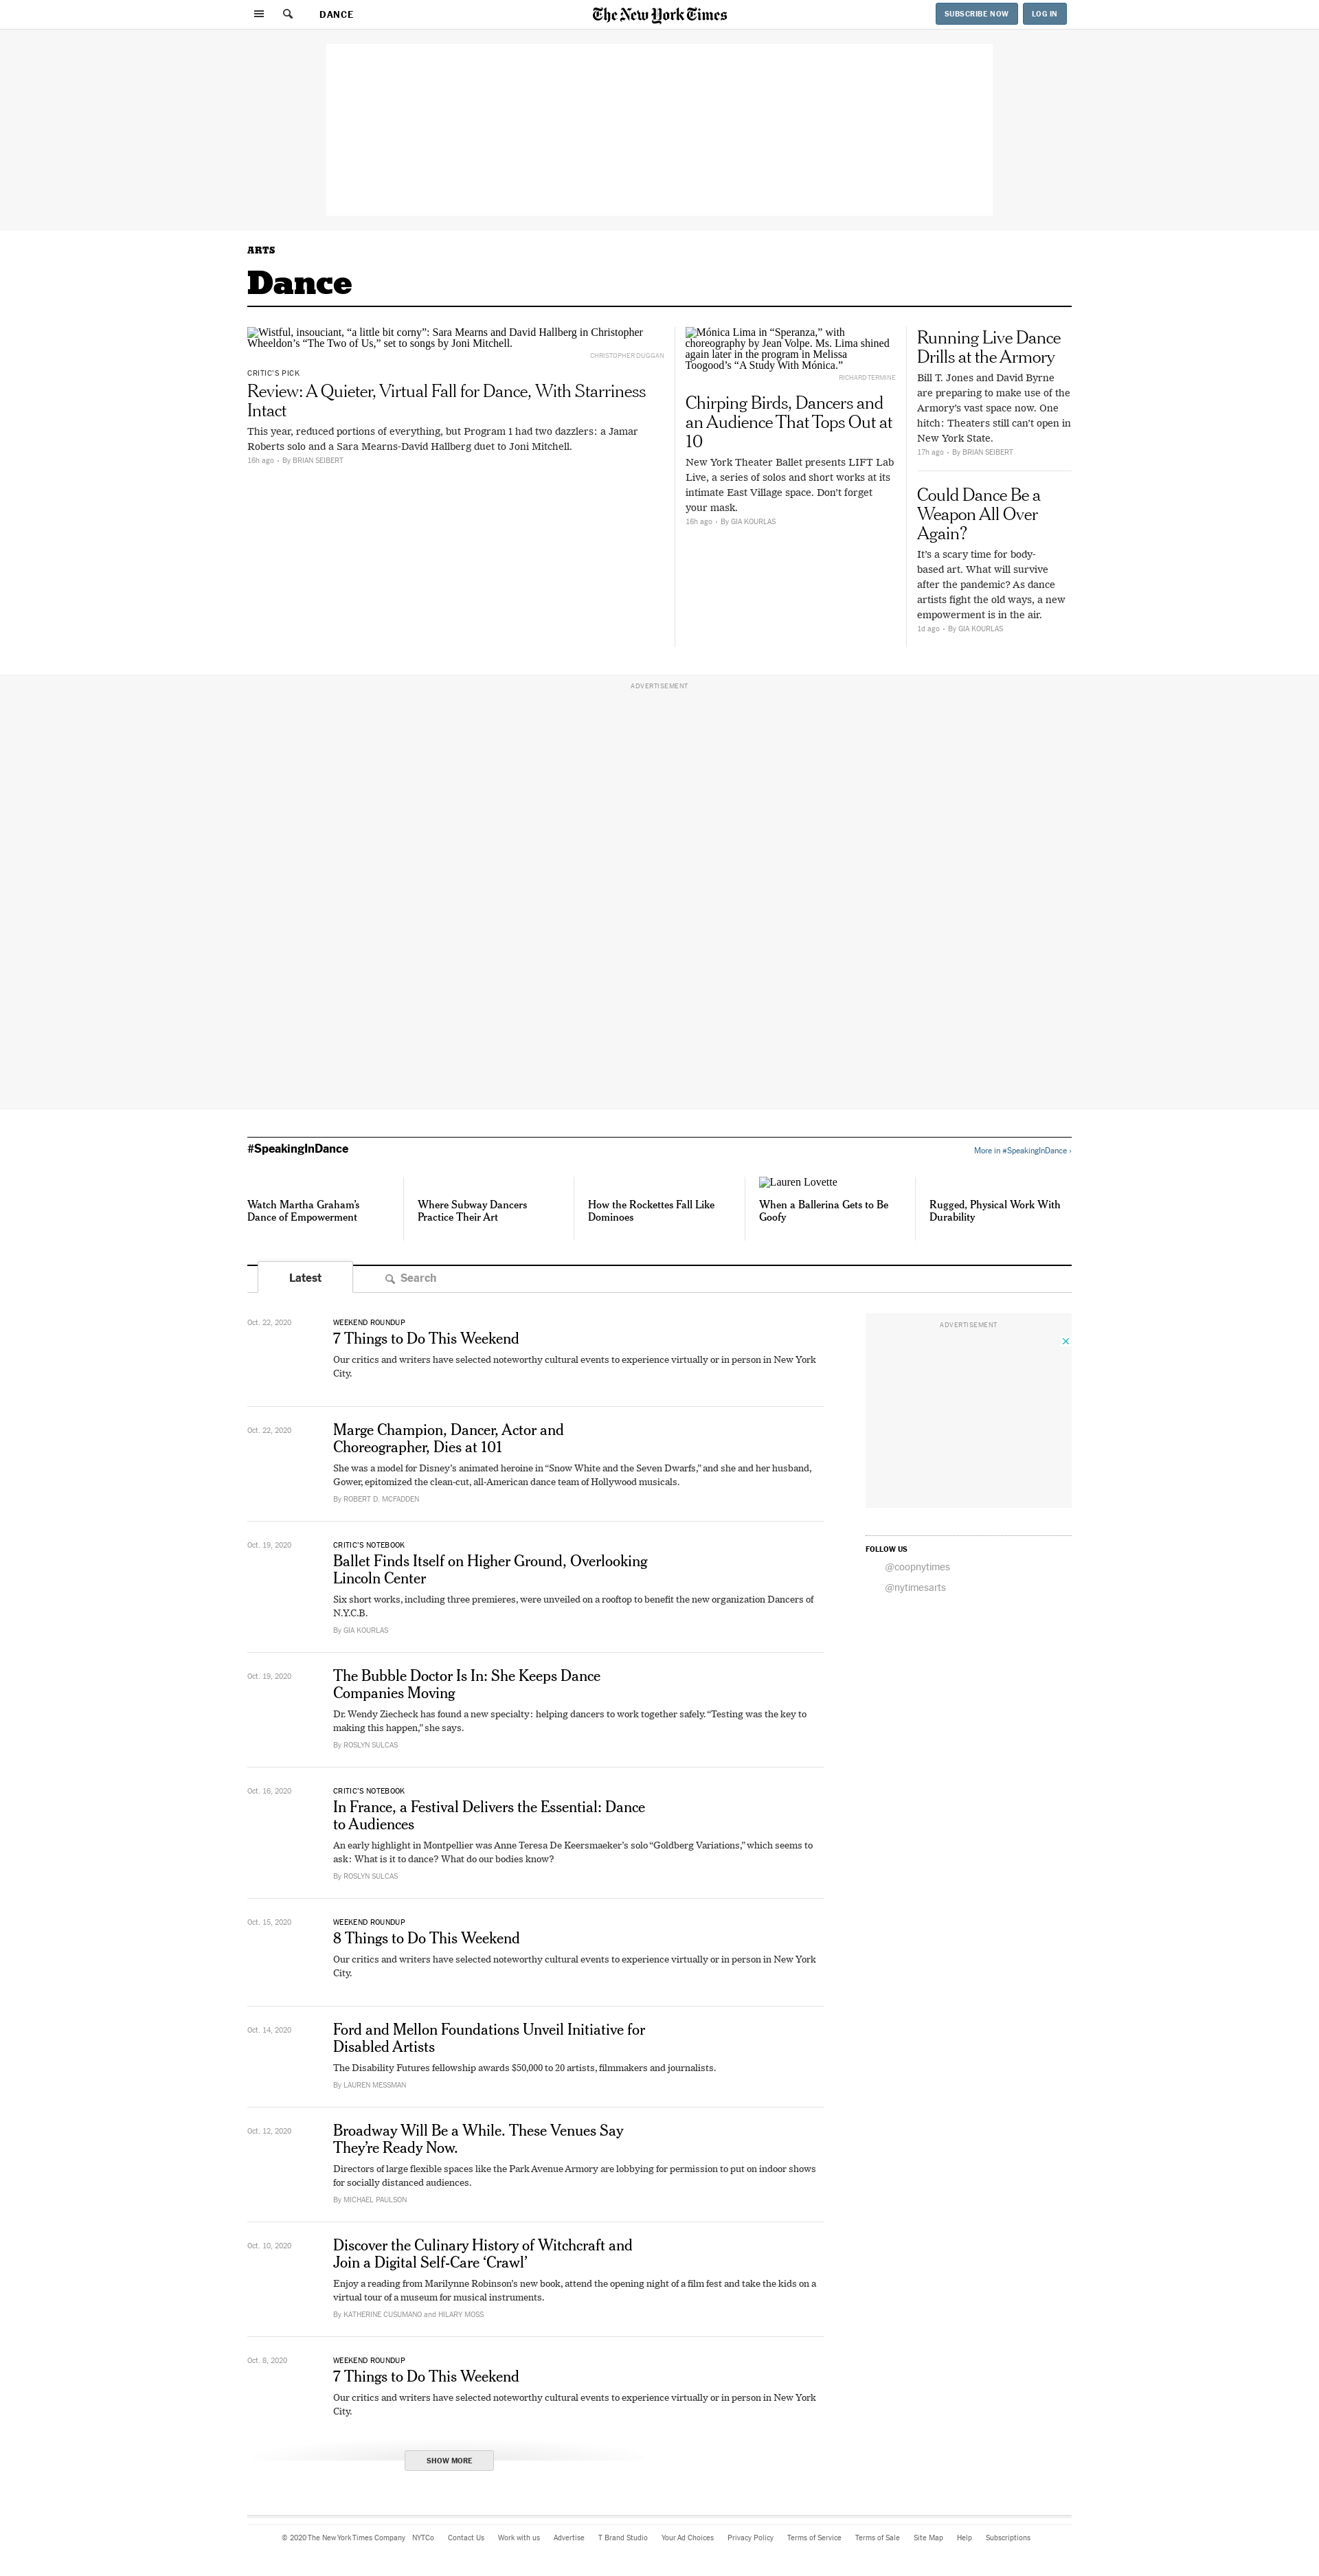 DANCE
The New York Times
SUBSCRIBE NOW
LOG IN
ARTS
Dance
Wistful, insouciant, “a little bit corny”: Sara Mearns and David Hallberg in Christopher
Wheeldon’s “The Two of Us,” set to songs by Joni Mitchell.
CHRISTOPHER DUGGAN
CRITIC’S PICK
Review: A Quieter, Virtual Fall for Dance, With Starriness
Intact
This year, reduced portions of everything, but Program 1 had two dazzlers: a Jamar
Roberts solo and a Sara Mearns-David Hallberg duet to Joni Mitchell.
16h ago • By BRIAN SEIBERT
Mónica Lima in “Speranza,” with
choreography by Jean Volpe. Ms. Lima shined
again later in the program in Melissa
Toogood’s “A Study With Mónica.”
RICHARD TERMINE
Chirping Birds, Dancers and
an Audience That Tops Out at
10
New York Theater Ballet presents LIFT Lab
Live, a series of solos and short works at its
intimate East Village space. Don’t forget
your mask.
16h ago • By GIA KOURLAS
Running Live Dance
Drills at the Armory
Bill T. Jones and David Byrne
are preparing to make use of the
Armory’s vast space now. One
hitch: Theaters still can’t open in
New York State.
17h ago • By BRIAN SEIBERT
Could Dance Be a
Weapon All Over
Again?
It’s a scary time for body-
based art. What will survive
after the pandemic? As dance
artists fight the old ways, a new
empowerment is in the air.
1d ago • By GIA KOURLAS
ADVERTISEMENT
#SpeakingInDance
More in #SpeakingInDance ›
Watch Martha Graham’s
Dance of Empowerment
Where Subway Dancers
Practice Their Art
How the Rockettes Fall Like
Dominoes
Lauren Lovette
When a Ballerina Gets to Be
Goofy
Rugged, Physical Work With
Durability
Latest
Search
Oct. 22, 2020
WEEKEND ROUNDUP
7 Things to Do This Weekend
Our critics and writers have selected noteworthy cultural events to experience virtually or in person in New York
City.
Oct. 22, 2020
Marge Champion, Dancer, Actor and
Choreographer, Dies at 101
She was a model for Disney’s animated heroine in “Snow White and the Seven Dwarfs,” and she and her husband,
Gower, epitomized the clean-cut, all-American dance team of Hollywood musicals.
By ROBERT D. MCFADDEN
Oct. 19, 2020
CRITIC’S NOTEBOOK
Ballet Finds Itself on Higher Ground, Overlooking
Lincoln Center
Six short works, including three premieres, were unveiled on a rooftop to benefit the new organization Dancers of
N.Y.C.B.
By GIA KOURLAS
Oct. 19, 2020
The Bubble Doctor Is In: She Keeps Dance
Companies Moving
Dr. Wendy Ziecheck has found a new specialty: helping dancers to work together safely. “Testing was the key to
making this happen,” she says.
By ROSLYN SULCAS
Oct. 16, 2020
CRITIC’S NOTEBOOK
In France, a Festival Delivers the Essential: Dance
to Audiences
An early highlight in Montpellier was Anne Teresa De Keersmaeker’s solo “Goldberg Variations,” which seems to
ask: What is it to dance? What do our bodies know?
By ROSLYN SULCAS
Oct. 15, 2020
WEEKEND ROUNDUP
8 Things to Do This Weekend
Our critics and writers have selected noteworthy cultural events to experience virtually or in person in New York
City.
Oct. 14, 2020
Ford and Mellon Foundations Unveil Initiative for
Disabled Artists
The Disability Futures fellowship awards $50,000 to 20 artists, filmmakers and journalists.
By LAUREN MESSMAN
Oct. 12, 2020
Broadway Will Be a While. These Venues Say
They’re Ready Now.
Directors of large flexible spaces like the Park Avenue Armory are lobbying for permission to put on indoor shows
for socially distanced audiences.
By MICHAEL PAULSON
Oct. 10, 2020
Discover the Culinary History of Witchcraft and
Join a Digital Self-Care ‘Crawl’
Enjoy a reading from Marilynne Robinson’s new book, attend the opening night of a film fest and take the kids on a
virtual tour of a museum for musical instruments.
By KATHERINE CUSUMANO and HILARY MOSS
Oct. 8, 2020
WEEKEND ROUNDUP
7 Things to Do This Weekend
Our critics and writers have selected noteworthy cultural events to experience virtually or in person in New York
City.
SHOW MORE
ADVERTISEMENT
FOLLOW US
@coopnytimes
@nytimesarts
© 2020 The New York Times Company NYTCo Contact Us Work with us Advertise T Brand Studio Your Ad Choices Privacy Policy Terms of Service Terms of Sale Site Map Help Subscriptions